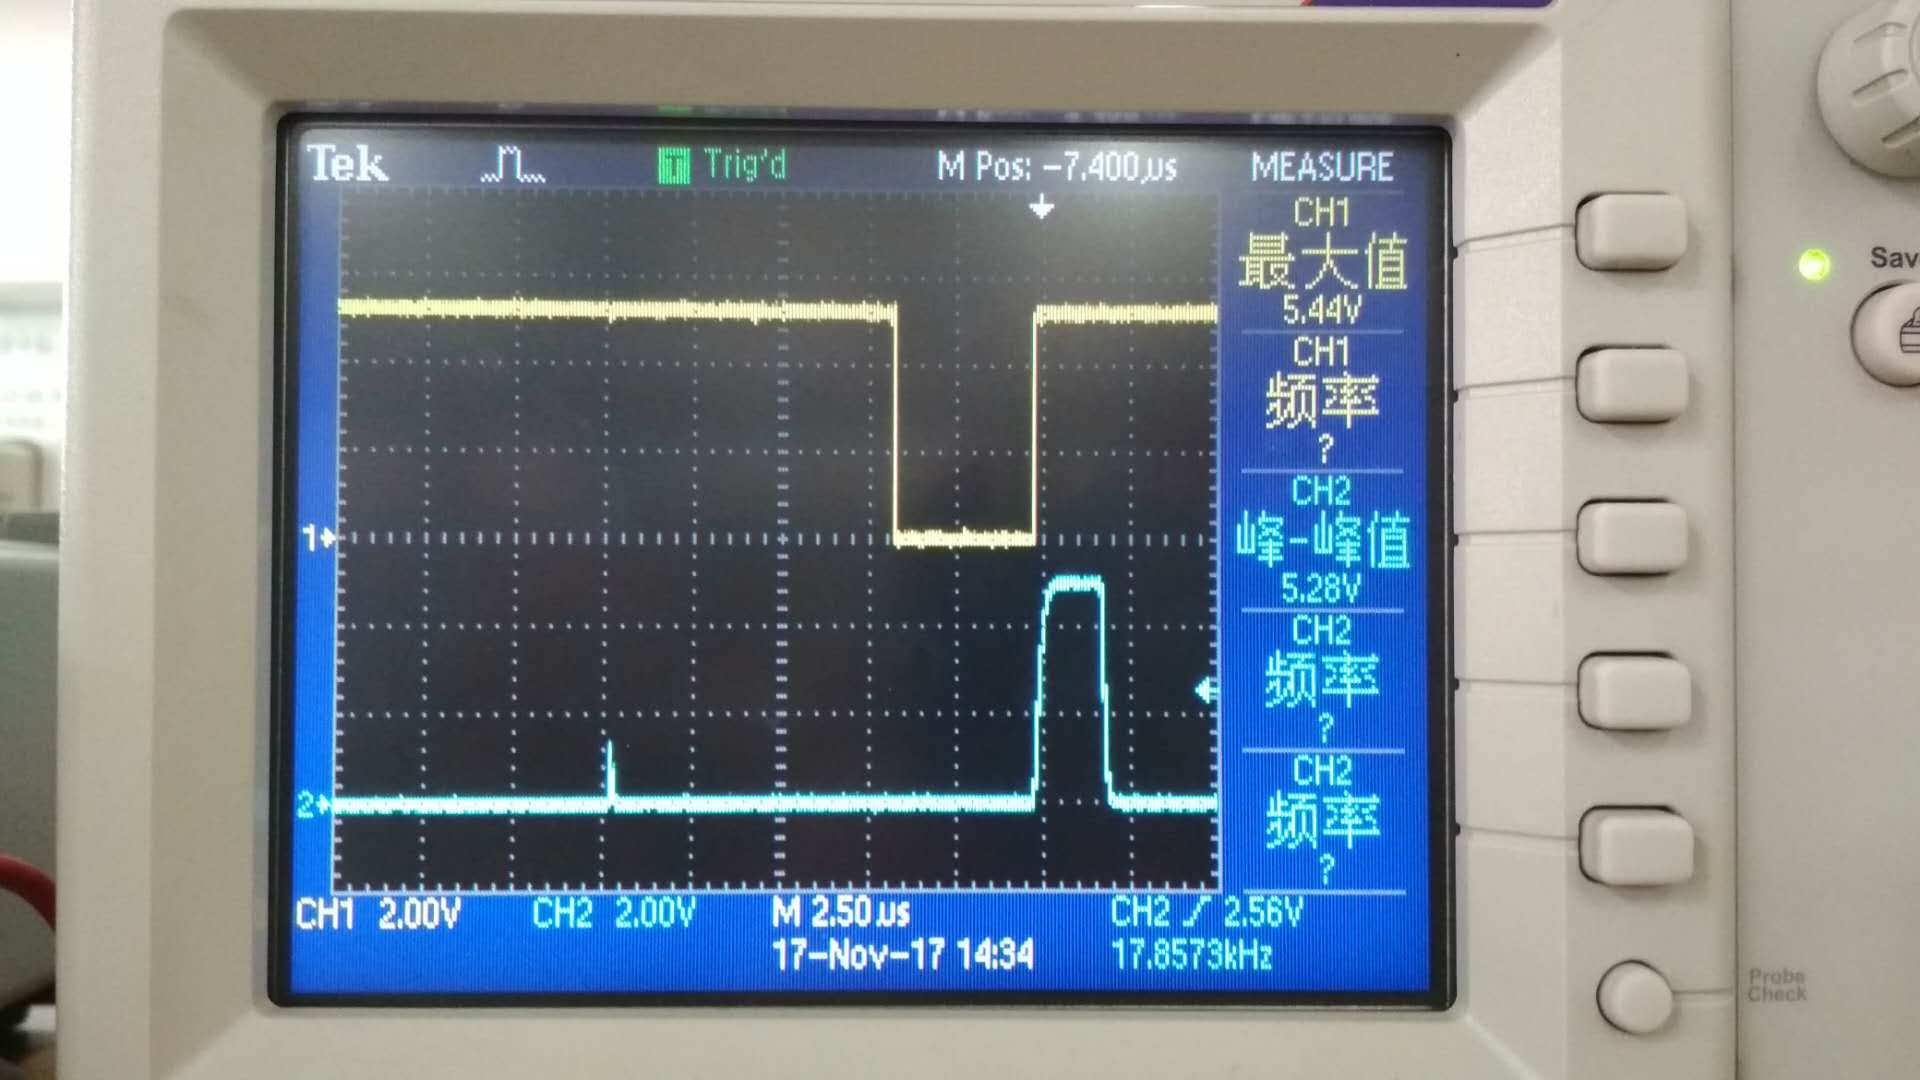 Tek Trig'd M Pos: -7.400µs MEASURE
CH1
最大值
5.44V
CH1
频率
?
CH2
峰-峰值
5.28V
CH2
频率
?
CH2
频率
?
1
2
CH1 2.00V CH2 2.00V M 2.50µs CH2 2.56V
17-Nov-17 14:34 17.8573kHz
Sav
Probe
Check